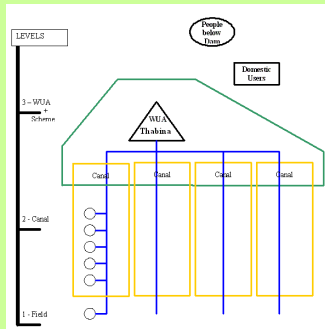 People
below
Dam
LEVELS
Domestic
Users
3 – WUA
+
Scheme
WUA
Thabina
Canal
Canal
Canal
Canal
2 - Canal
1 - Field